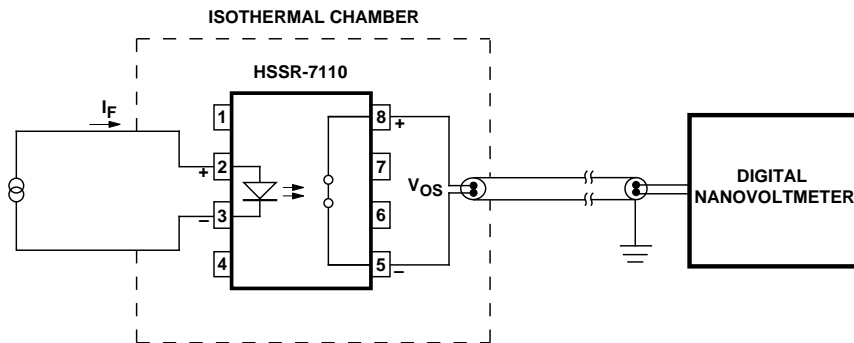 ISOTHERMAL CHAMBER
HSSR-7110
I_F
1
8
+
2
+
7
V_OS
DIGITAL
NANOVOLTMETER
3
–
6
4
5
–